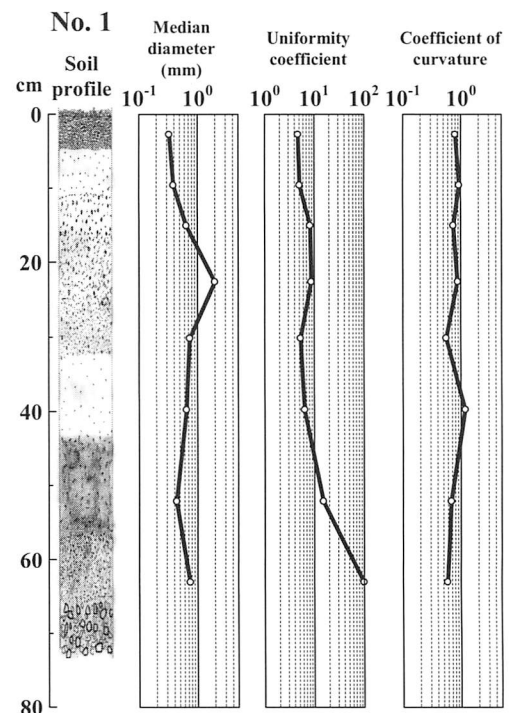 No. 1
Soil
profile
cm
Median
diameter
(mm)
Uniformity
coefficient
Coefficient of
curvature
10⁻¹ 10⁰
10⁰ 10¹ 10²
10⁻¹ 10⁰
0
20
40
60
80